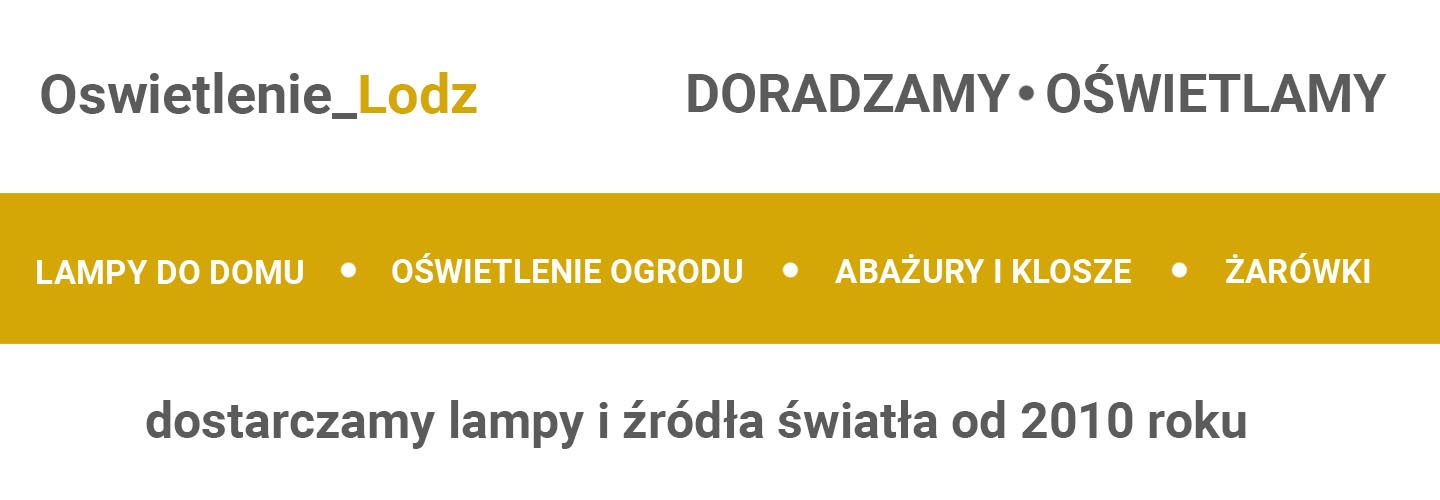 Oswietlenie_Lodz DORADZAMY • OŚWIETLAMY
LAMPY DO DOMU • OŚWIETLENIE OGRODU • ABAŻURY I KLOSZE • ŻARÓWKI
dostarczamy lampy i źródła światła od 2010 roku